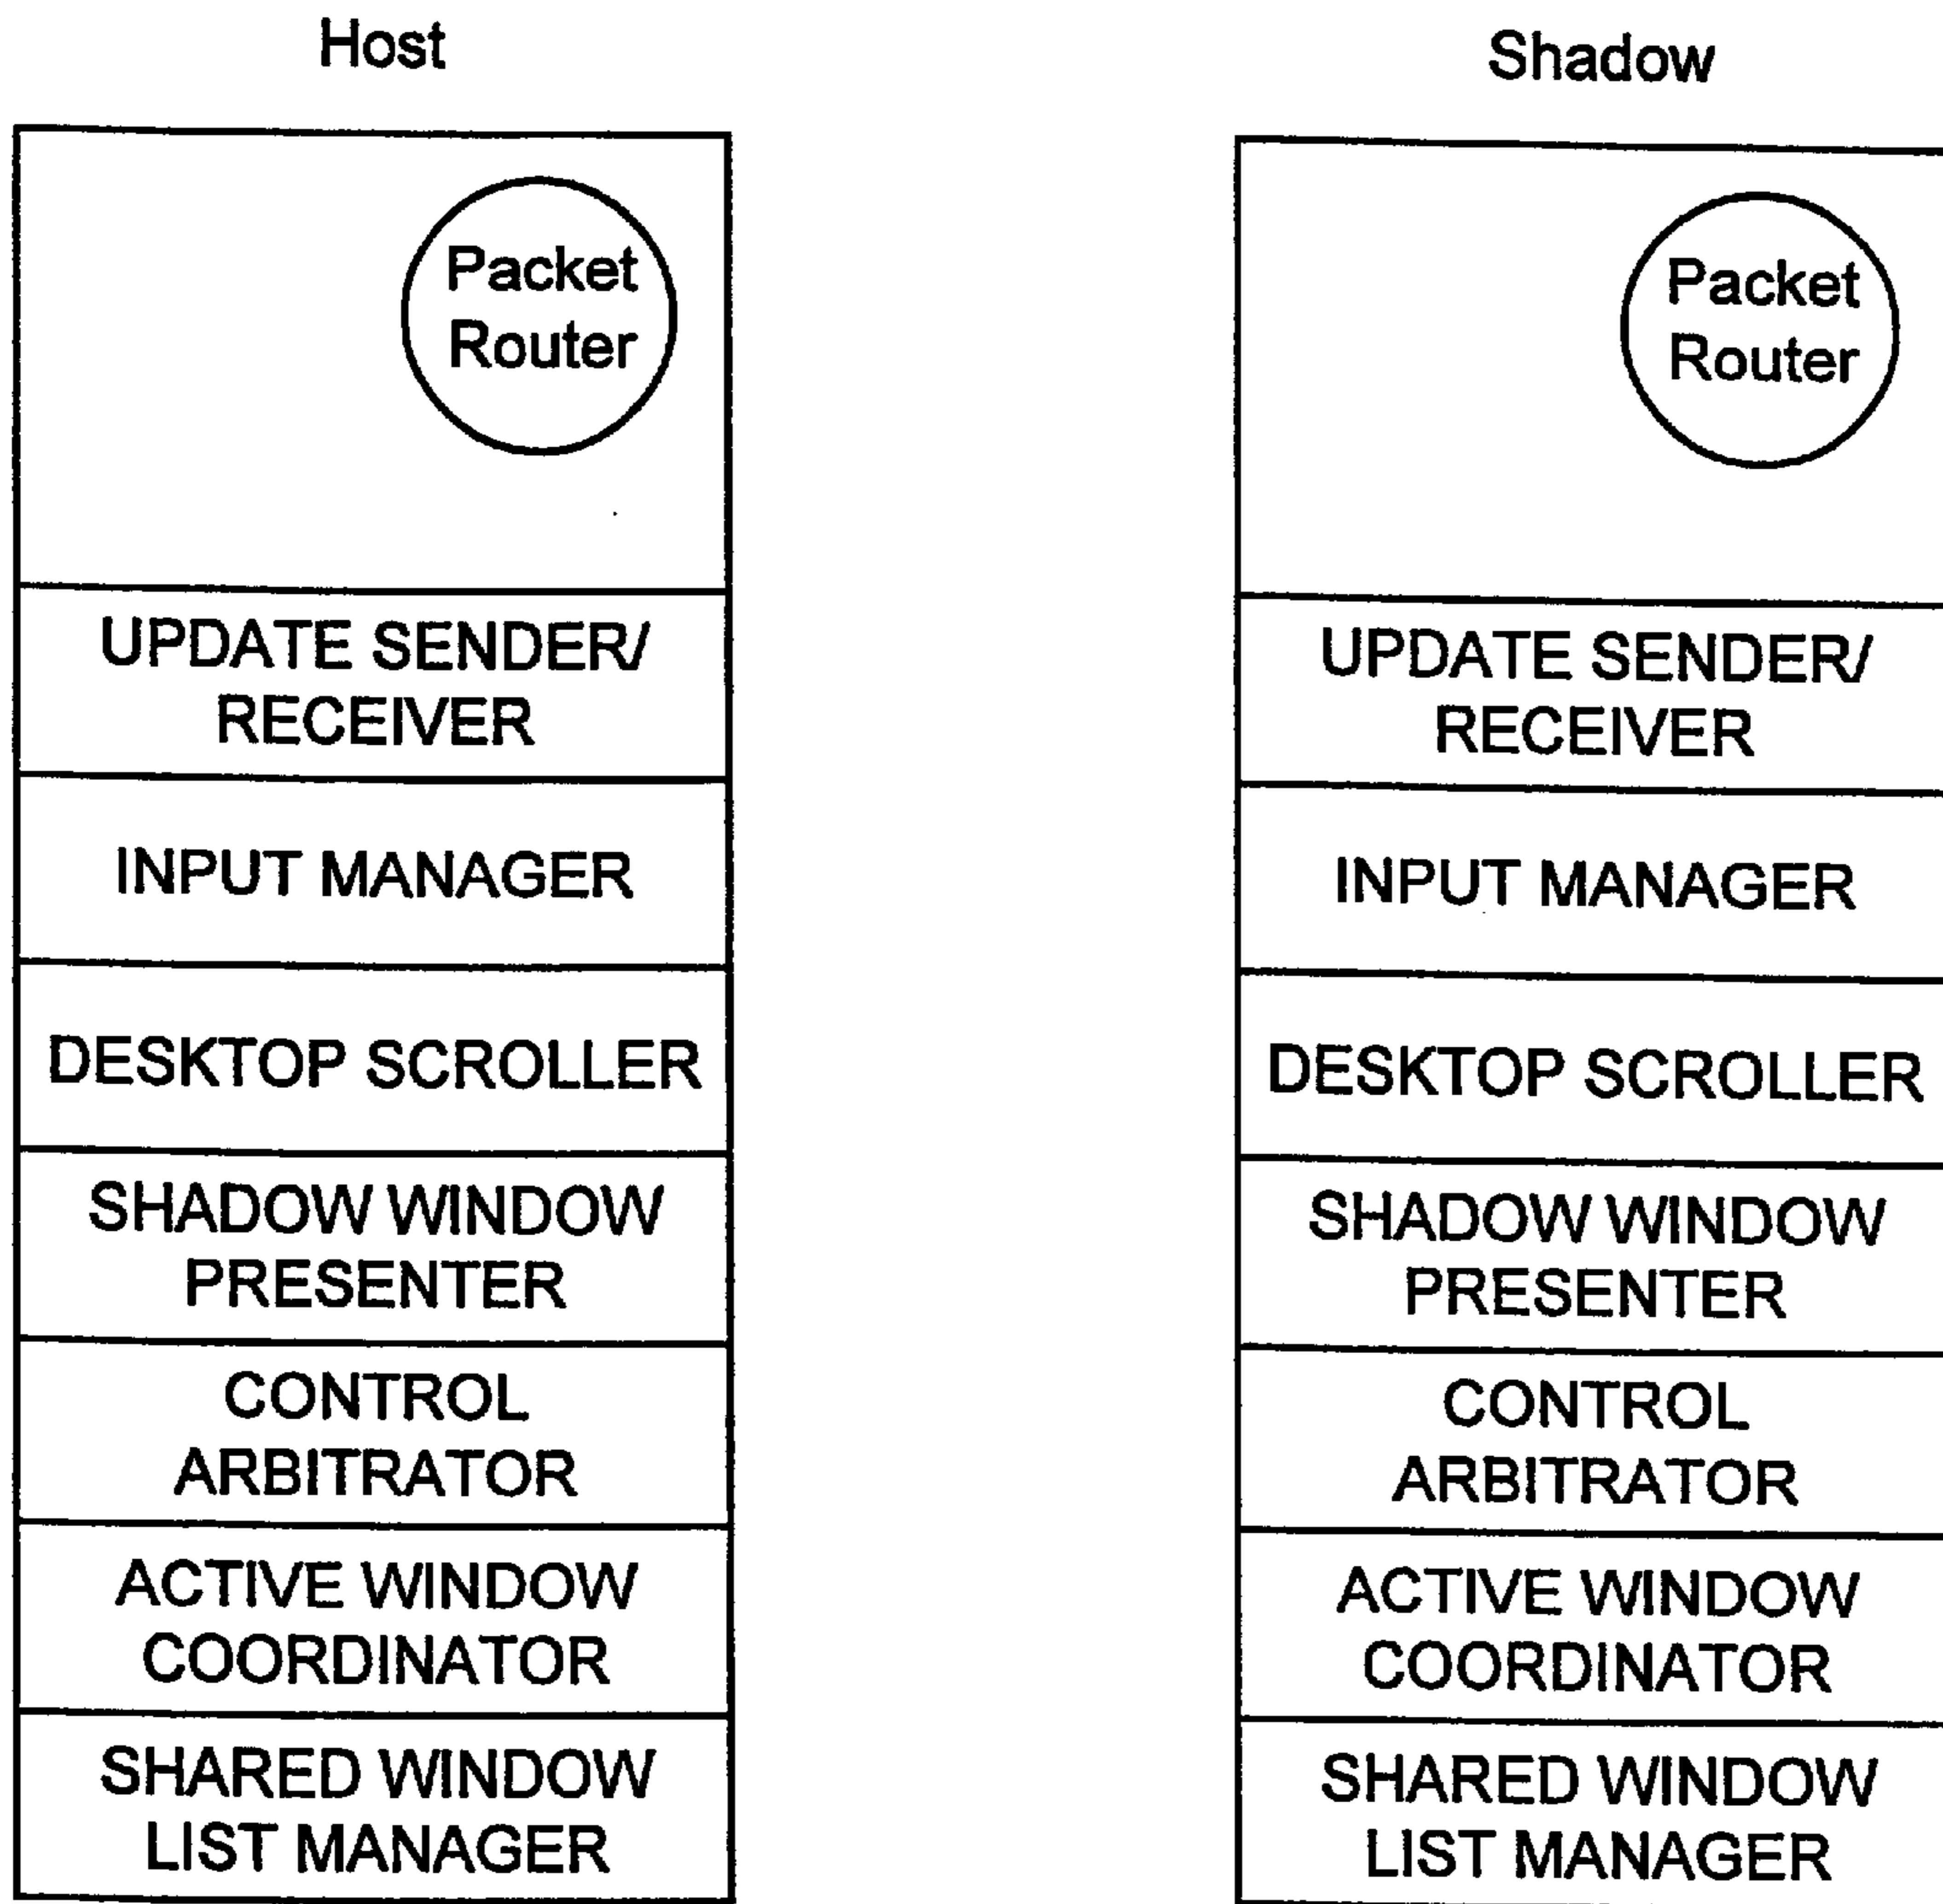 Host
Packet
Router
UPDATE SENDER/
RECEIVER
INPUT MANAGER
DESKTOP SCROLLER
SHADOW WINDOW
PRESENTER
CONTROL
ARBITRATOR
ACTIVE WINDOW
COORDINATOR
SHARED WINDOW
LIST MANAGER
Shadow
Packet
Router
UPDATE SENDER/
RECEIVER
INPUT MANAGER
DESKTOP SCROLLER
SHADOW WINDOW
PRESENTER
CONTROL
ARBITRATOR
ACTIVE WINDOW
COORDINATOR
SHARED WINDOW
LIST MANAGER